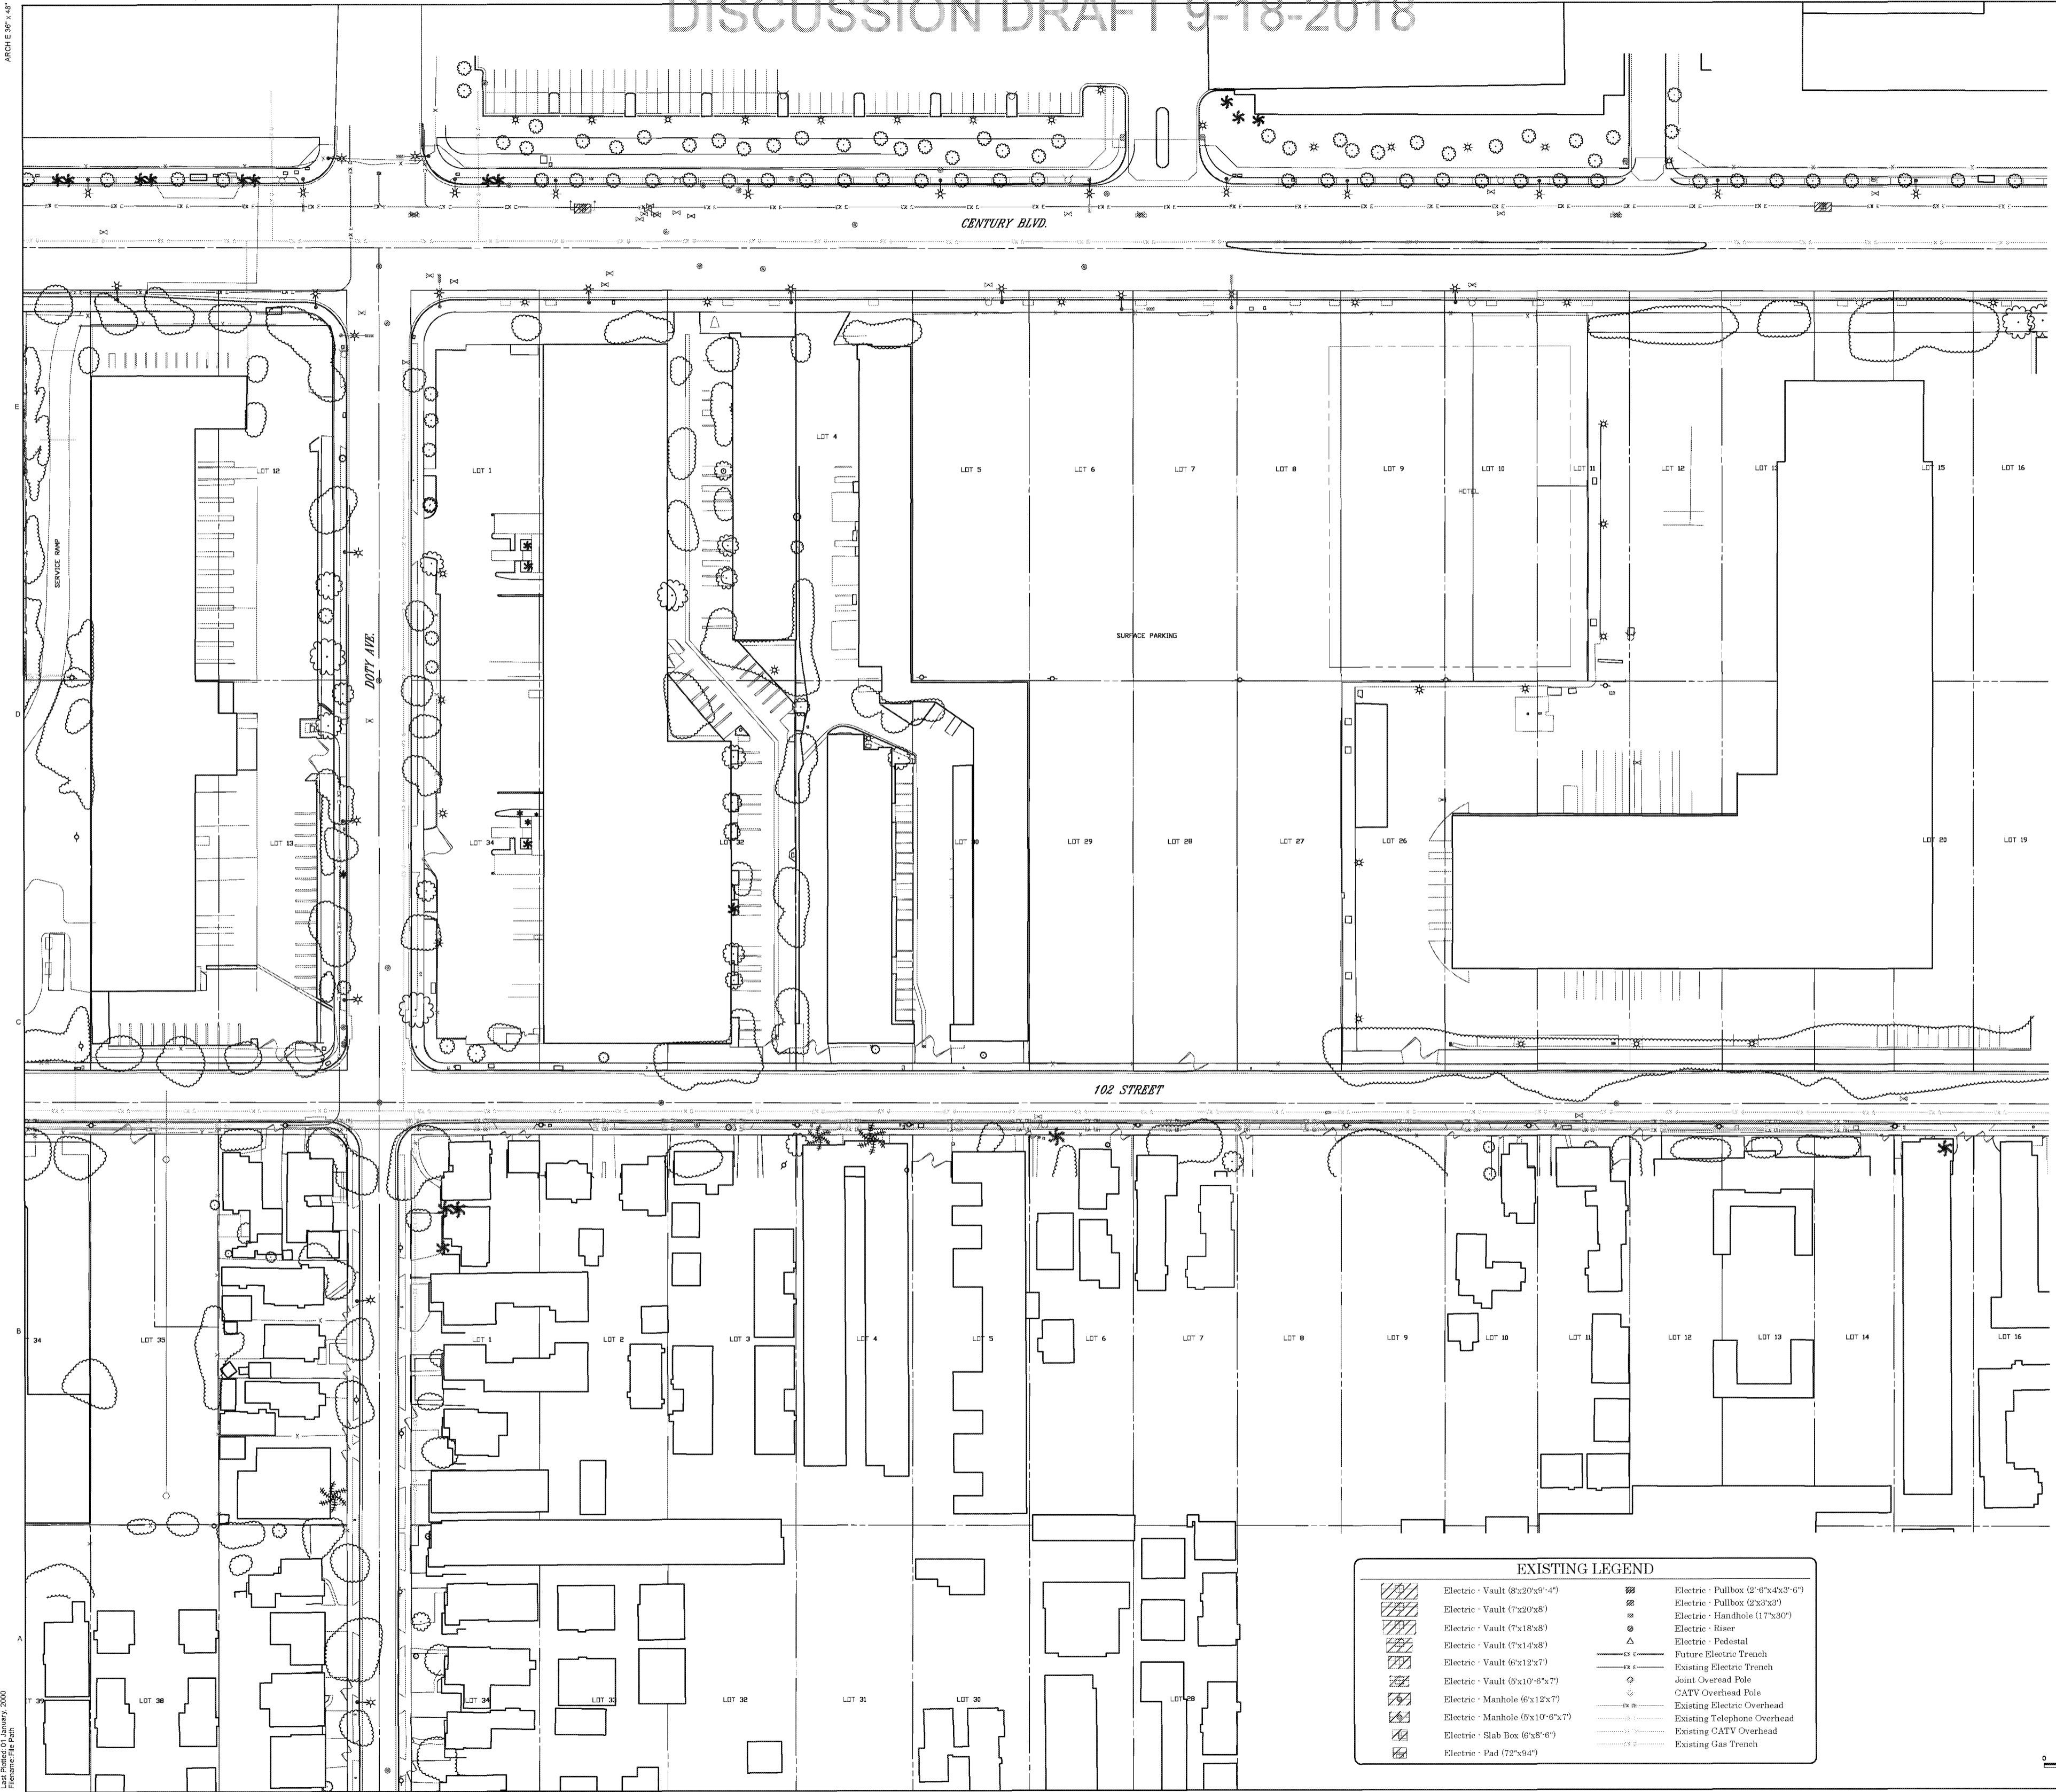 ARCH E 36" x 48"
DISCUSSION DRAFT 9-18-2018
CENTURY BLVD.
E
LOT 4
LOT 12
LOT 1
LOT 5
LOT 6
LOT 7
LOT 8
LOT 9
LOT 10
LOT 11
LOT 12
LOT 13
LOT 15
LOT 16
HOTEL
SERVICE RAMP
DOTY AVE.
SURFACE PARKING
D
LOT 13
LOT 34
LOT 32
LOT 30
LOT 29
LOT 28
LOT 27
LOT 26
LOT 20
LOT 19
C
102 STREET
B
34
LOT 35
LOT 1
LOT 2
LOT 3
LOT 4
LOT 5
LOT 6
LOT 7
LOT 8
LOT 9
LOT 10
LOT 11
LOT 12
LOT 13
LOT 14
LOT 16
A
39
LOT 38
LOT 34
LOT 33
LOT 32
LOT 31
LOT 30
LOT 28
EXISTING LEGEND
Electric - Vault (8'x20'x9'-4")
Electric - Vault (7'x20'x8')
Electric - Vault (7'x18'x8')
Electric - Vault (7'x14'x8')
Electric - Vault (6'x12'x7')
Electric - Vault (5'x10'-6"x7')
Electric - Manhole (6'x12'x7')
Electric - Manhole (5'x10'-6"x7')
Electric - Slab Box (6'x8'-6")
Electric - Pad (72"x94")
Electric - Pullbox (2'-6"x4'x3'-6")
Electric - Pullbox (2'x3'x3')
Electric - Handhole (17"x30")
Electric - Riser
Electric - Pedestal
Future Electric Trench
Existing Electric Trench
Joint Overead Pole
CATV Overhead Pole
Existing Electric Overhead
Existing Telephone Overhead
Existing CATV Overhead
Existing Gas Trench
0
Last Plotted: 01 January, 2000
Filename: File Path